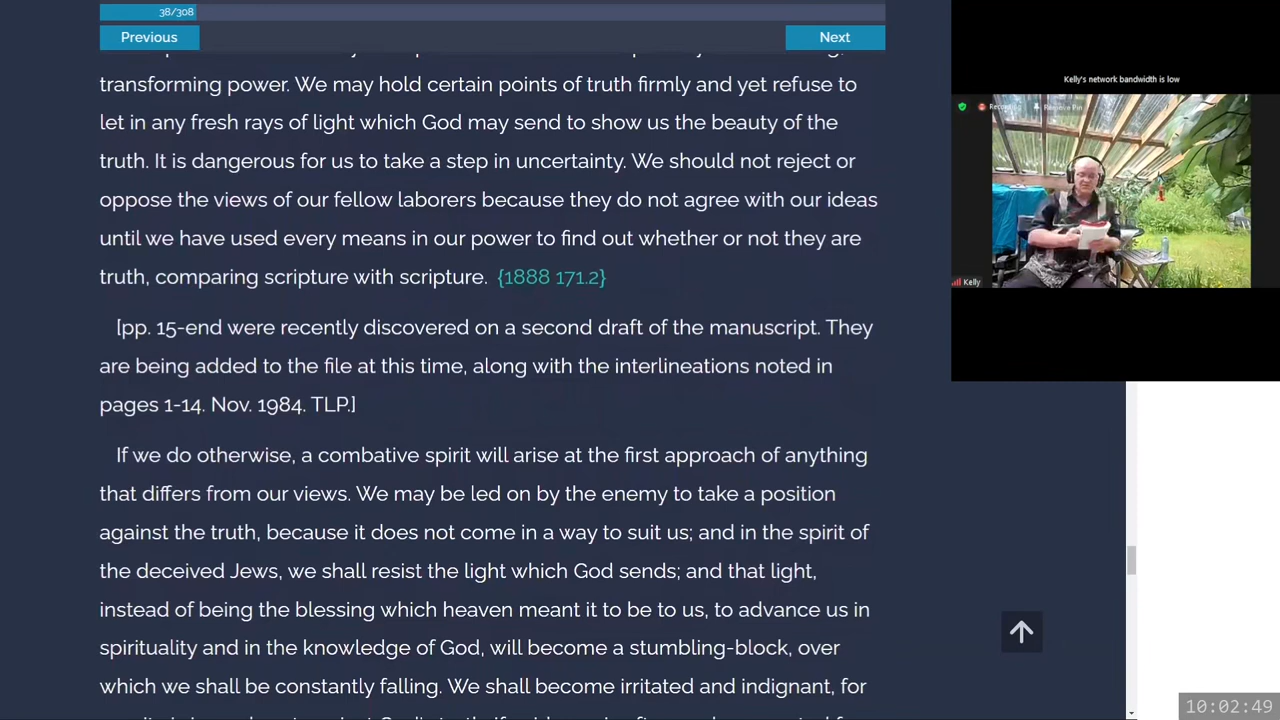 38/308
Previous
Next
transforming power. We may hold certain points of truth firmly and yet refuse to
let in any fresh rays of light which God may send to show us the beauty of the
truth. It is dangerous for us to take a step in uncertainty. We should not reject or
oppose the views of our fellow laborers because they do not agree with our ideas
until we have used every means in our power to find out whether or not they are
truth, comparing scripture with scripture. {1888 171.2}
[pp. 15-end were recently discovered on a second draft of the manuscript. They
are being added to the file at this time, along with the interlineations noted in
pages 1-14. Nov. 1984. TLP.]
If we do otherwise, a combative spirit will arise at the first approach of anything
that differs from our views. We may be led on by the enemy to take a position
against the truth, because it does not come in a way to suit us; and in the spirit of
the deceived Jews, we shall resist the light which God sends; and that light,
instead of being the blessing which heaven meant it to be to us, to advance us in
spirituality and in the knowledge of God, will become a stumbling-block, over
which we shall be constantly falling. We shall become irritated and indignant, for
Kelly's network bandwidth is low
Recording
Remove Pin
Kelly
10:02:49